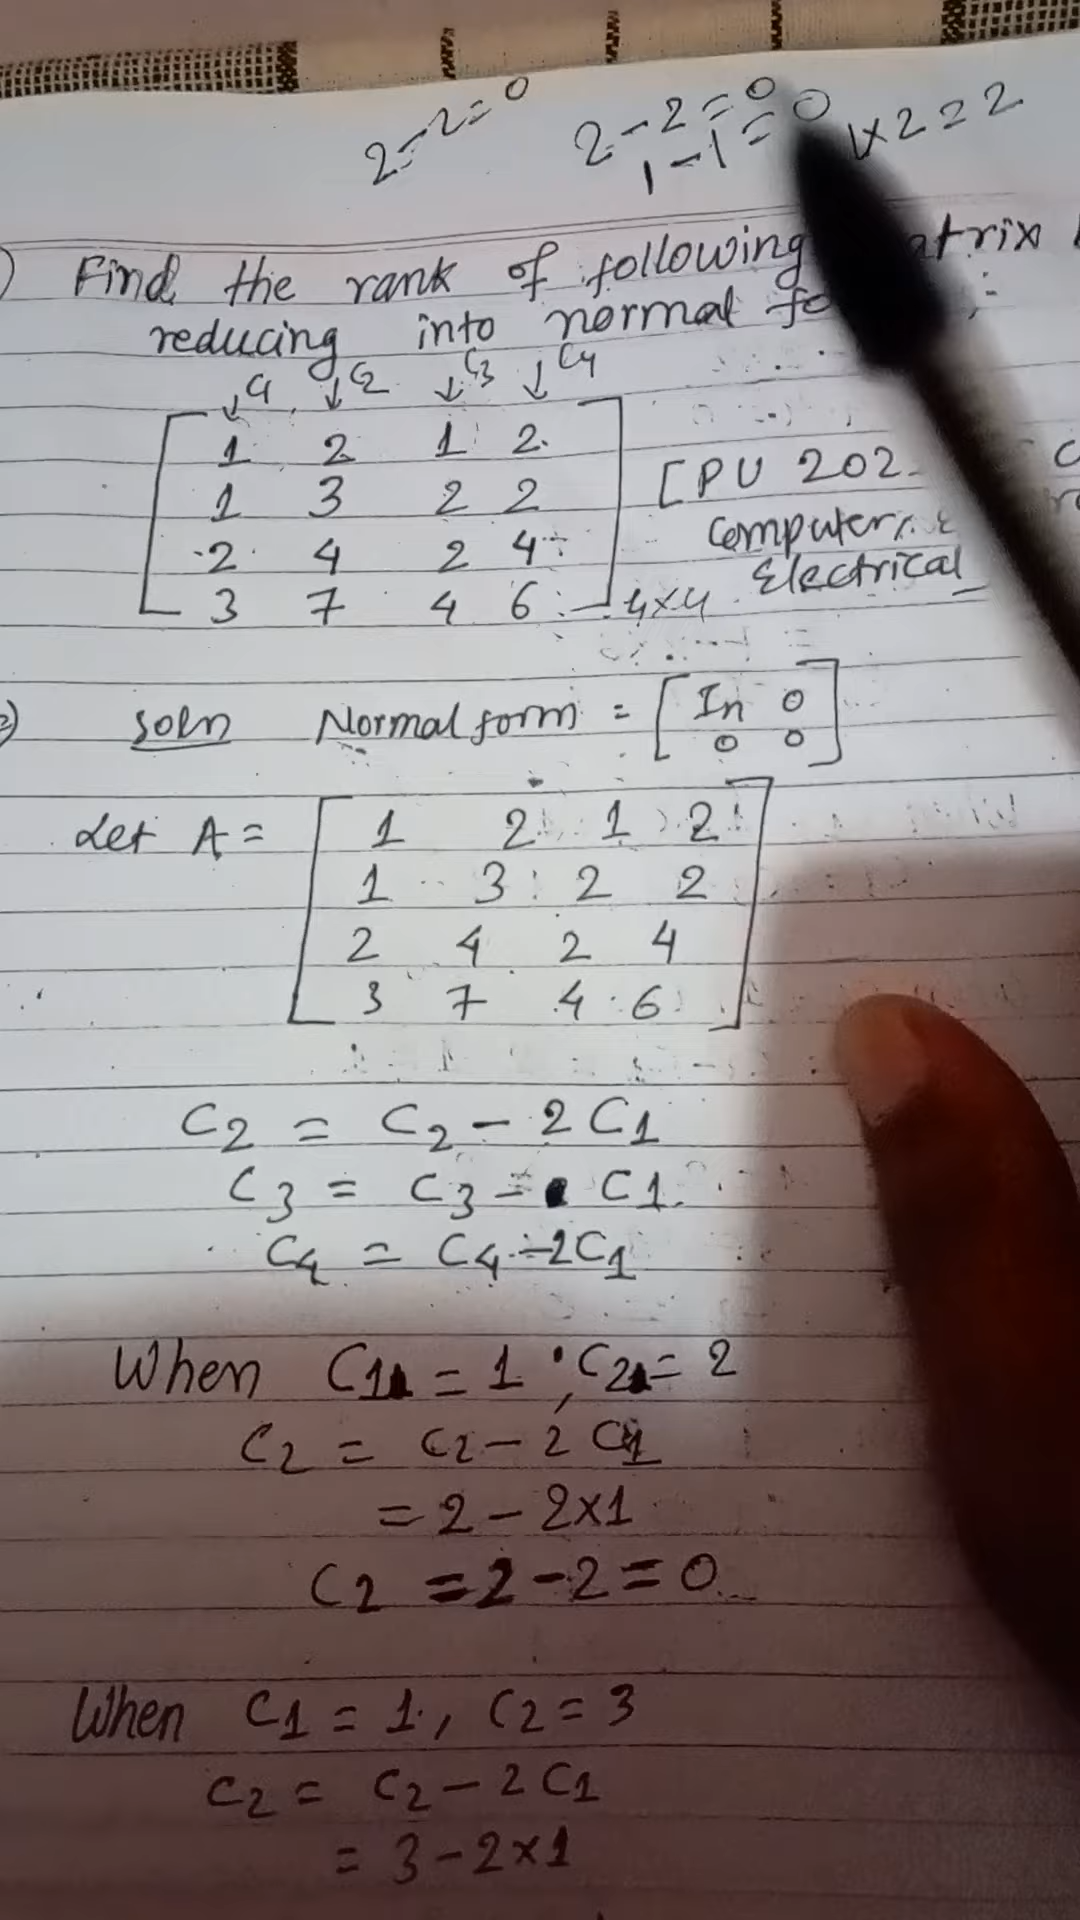 2-2=0
2-2=0
1-1=0
1×2=2
Find the rank of following
reducing into normal
C1 C2 C3 C4
1 2 1 2
1 3 2 2
2 4 2 4
3 7 4 6 4×4
[PU 202
Computer,
Electrical
Soln Normal form = [In 0
0 0]
Let A =
1 2 1 2
1 3 2 2
2 4 2 4
3 7 4 6
C2 = C2 - 2C1
C3 = C3 - C1
C4 = C4 - 2C1
When C1 = 1, C2 = 2
C2 = C2 - 2C1
= 2 - 2×1
C2 = 2 - 2 = 0
When C1 = 1, C2 = 3
C2 = C2 - 2C1
= 3 - 2×1